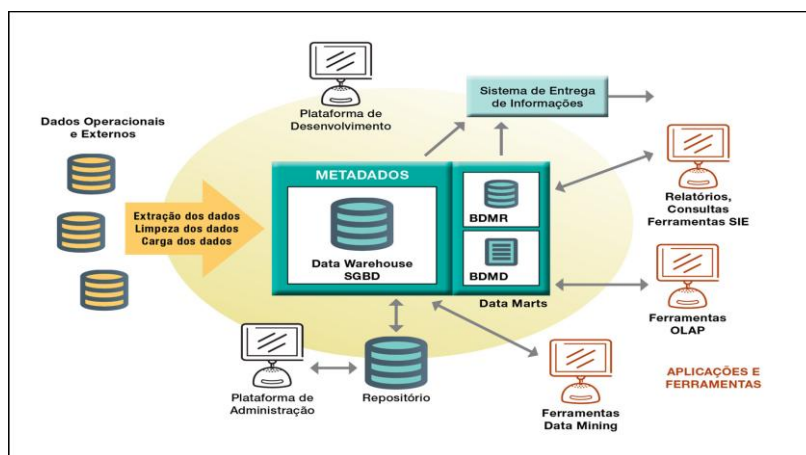 Plataforma de
Desenvolvimento
Sistema de Entrega
de Informações
Dados Operacionais
e Externos
Extração dos dados
Limpeza dos dados
Carga dos dados
METADADOS
Data Warehouse
SGBD
BDMR
BDMD
Data Marts
Relatórios,
Consultas
Ferramentas SIE
Ferramentas
OLAP
Plataforma de
Administração
Repositório
Ferramentas
Data Mining
APLICAÇÕES E
FERRAMENTAS